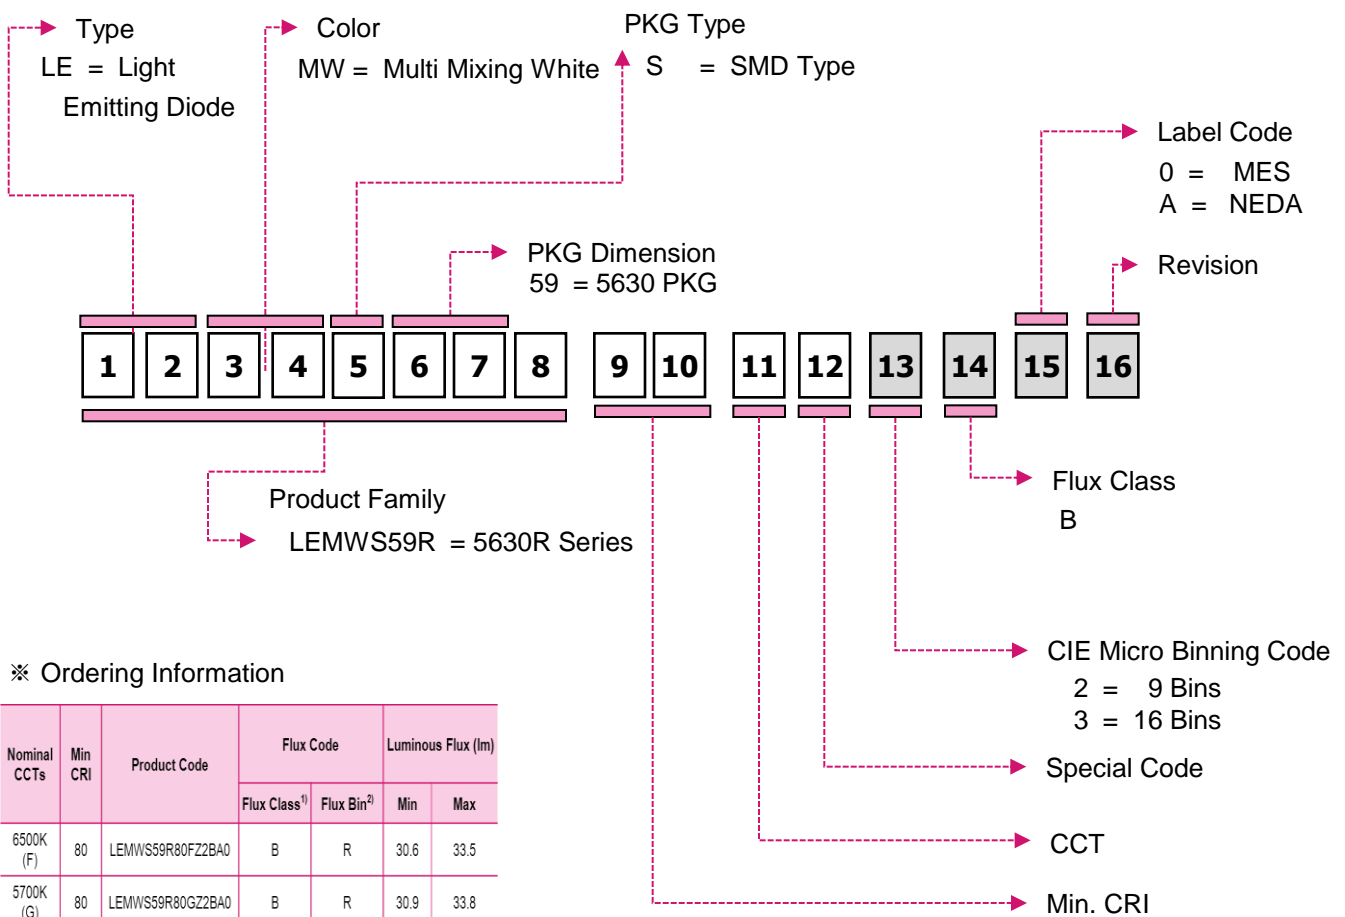 Type
LE = Light
Emitting Diode
Color
MW = Multi Mixing White
PKG Type
S = SMD Type
Label Code
0 = MES
A = NEDA
PKG Dimension
59 = 5630 PKG
Revision
1 2 3 4 5 6 7 8 9 10 11 12 13 14 15 16
Product Family
LEMWS59R = 5630R Series
Flux Class
B
CIE Micro Binning Code
2 = 9 Bins
3 = 16 Bins
Special Code
CCT
Min. CRI
※ Ordering Information
Nominal CCTs Min CRI Product Code Flux Code Luminous Flux (lm)
Flux Class1) Flux Bin2) Min Max
6500K (F) 80 LEMWS59R80FZ2BA0 B R 30.6 33.5
5700K (G) 80 LEMWS59R80GZ2BA0 B R 30.9 33.8